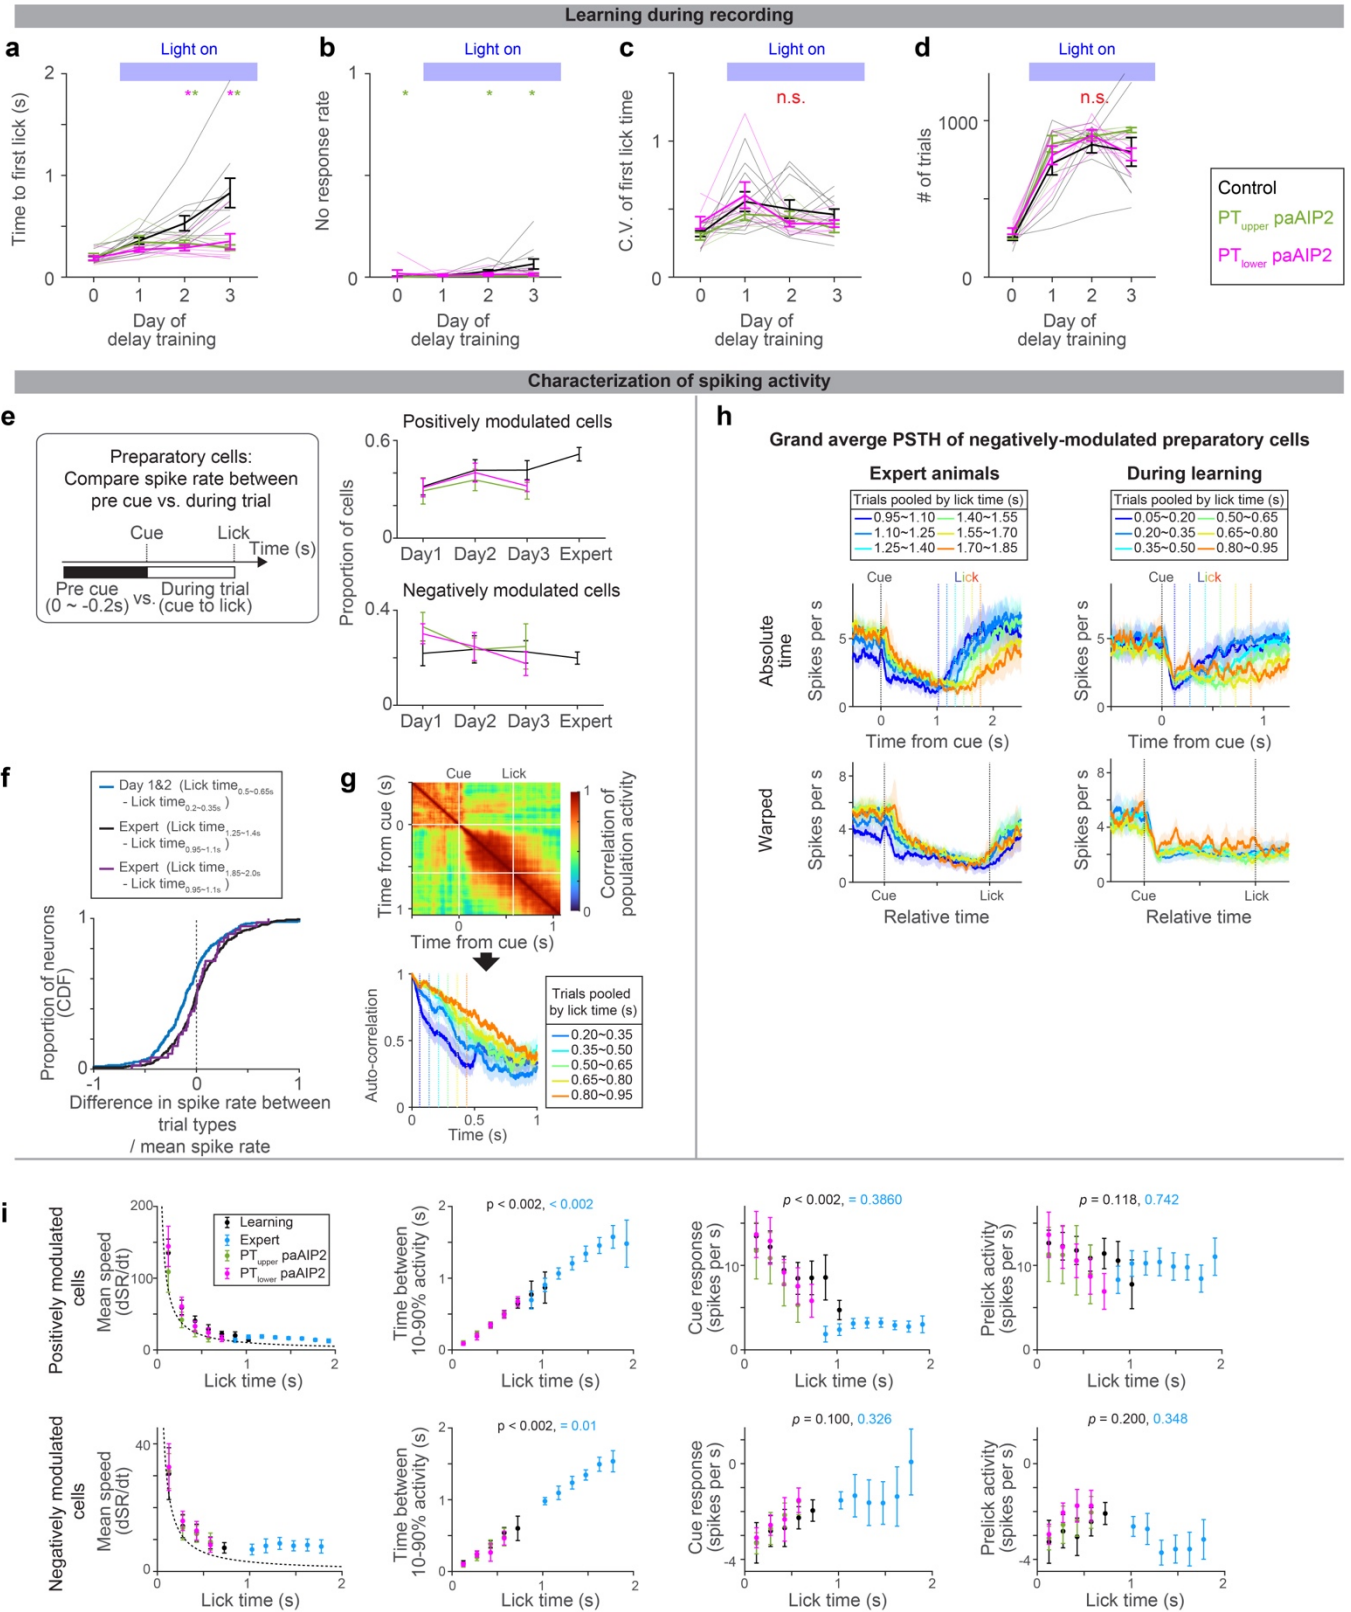 Learning during recording
a
Light on
Time to first lick (s)
2
1
0
**
**
0 1 2 3
Day of
delay training
b
Light on
No response rate
1
0
* * *
0 1 2 3
Day of
delay training
c
Light on
C.V. of first lick time
n.s.
1
0
0 1 2 3
Day of
delay training
d
Light on
# of trials
n.s.
1000
0
0 1 2 3
Day of
delay training
Control
PTupper paAIP2
PTlower paAIP2
Characterization of spiking activity
e
Preparatory cells:
Compare spike rate between
pre cue vs. during trial
Cue Lick
Time (s)
Pre cue vs. During trial
(0 ~ -0.2s) (cue to lick)
Proportion of cells
Positively modulated cells
0.6
0
Day1 Day2 Day3 Expert
Negatively modulated cells
0.4
0
Day1 Day2 Day3 Expert
f
Day 1&2 (Lick time0.5~0.65s
- Lick time0.2~0.35s )
Expert (Lick time1.25~1.4s
- Lick time0.95~1.1s )
Expert (Lick time1.85~2.0s
- Lick time0.95~1.1s )
Proportion of neurons
(CDF)
1
0
-1 0 1
Difference in spike rate between
trial types
/ mean spike rate
g
Cue Lick
Time from cue (s)
0
1
0 1
Time from cue (s)
1
0
Correlation of
population activity
Auto-correlation
1
0.5
0
0 0.5 1
Time (s)
Trials pooled
by lick time (s)
0.20~0.35
0.35~0.50
0.50~0.65
0.65~0.80
0.80~0.95
h
Grand averge PSTH of negatively-modulated preparatory cells
Expert animals
Trials pooled by lick time (s)
0.95~1.10 1.40~1.55
1.10~1.25 1.55~1.70
1.25~1.40 1.70~1.85
During learning
Trials pooled by lick time (s)
0.05~0.20 0.50~0.65
0.20~0.35 0.65~0.80
0.35~0.50 0.80~0.95
Absolute
time
Cue Lick
Spikes per s
5
0
0 1 2
Time from cue (s)
Cue Lick
Spikes per s
5
0
0 1
Time from cue (s)
Warped
Spikes per s
8
4
0
Cue Lick
Relative time
Spikes per s
8
4
0
Cue Lick
Relative time
i
Positively modulated
cells
Mean speed
(dSR/dt)
200
100
0
Learning
Expert
PTupper paAIP2
PTlower paAIP2
0 1 2
Lick time (s)
p < 0.002, < 0.002
Time between
10-90% activity (s)
2
1
0
0 1 2
Lick time (s)
p < 0.002, = 0.3860
Cue response
(spikes per s)
10
0
0 1 2
Lick time (s)
p = 0.118, 0.742
Prelick activity
(spikes per s)
10
0
0 1 2
Lick time (s)
Negatively modulated
cells
Mean speed
(dSR/dt)
40
0
0 1 2
Lick time (s)
p < 0.002, = 0.01
Time between
10-90% activity (s)
2
1
0
0 1 2
Lick time (s)
p = 0.100, 0.326
Cue response
(spikes per s)
0
-4
0 1 2
Lick time (s)
p = 0.200, 0.348
Prelick activity
(spikes per s)
0
-4
0 1 2
Lick time (s)